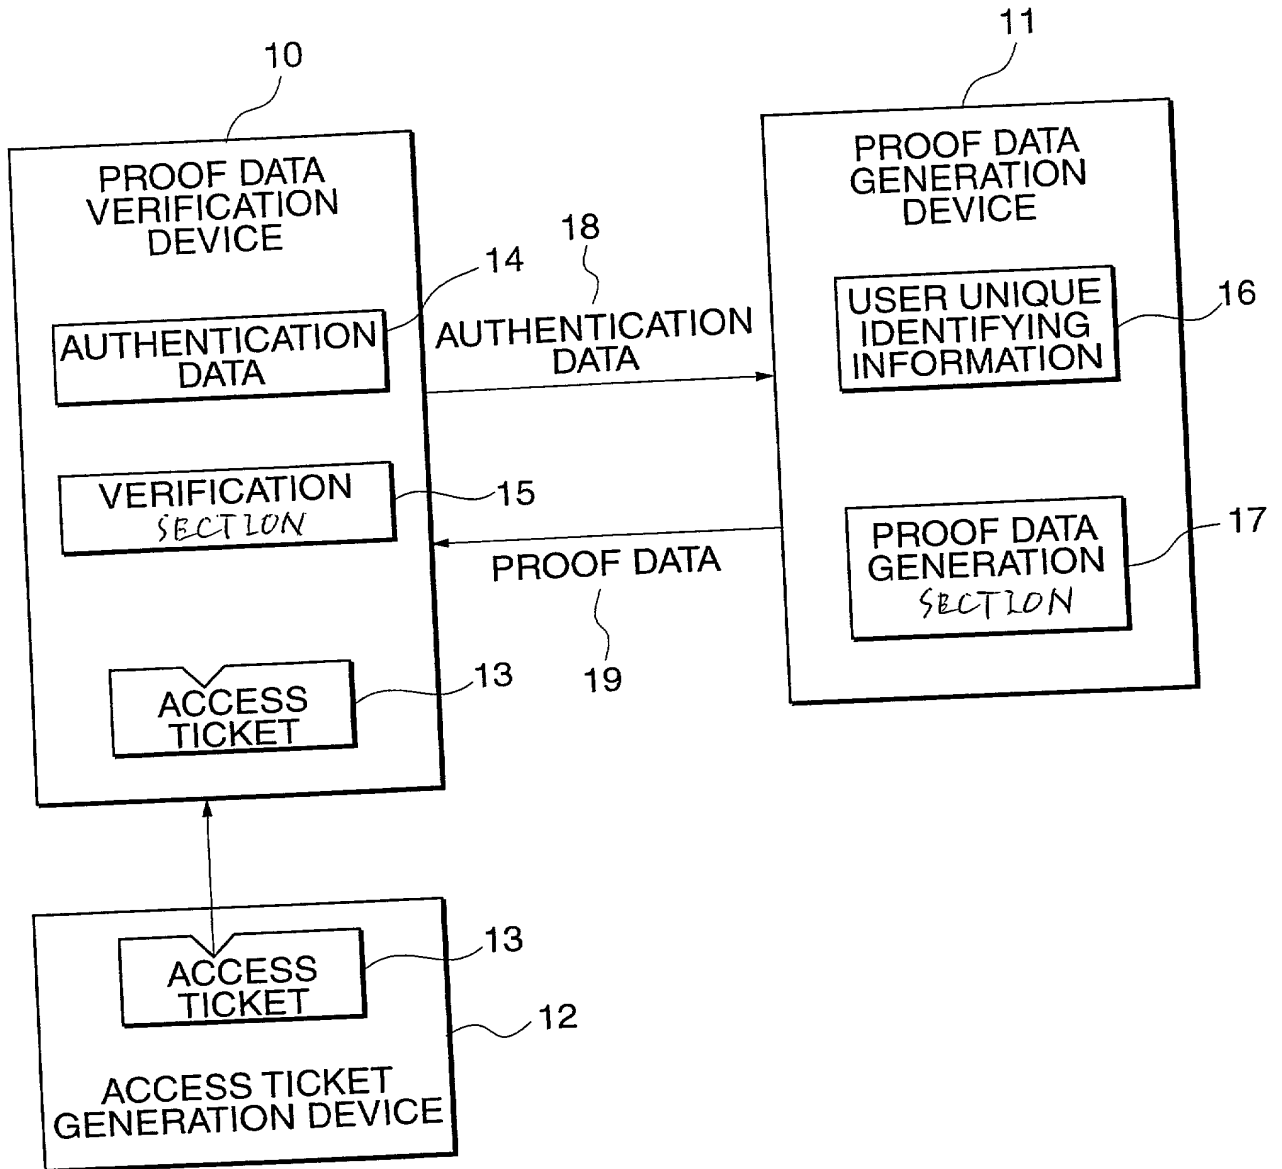 10
PROOF DATA
VERIFICATION
DEVICE
14
AUTHENTICATION
DATA
15
VERIFICATION
SECTION
13
ACCESS
TICKET
18
AUTHENTICATION
DATA
PROOF DATA
19
11
PROOF DATA
GENERATION
DEVICE
16
USER UNIQUE
IDENTIFYING
INFORMATION
17
PROOF DATA
GENERATION
SECTION
13
ACCESS
TICKET
12
ACCESS TICKET
GENERATION DEVICE